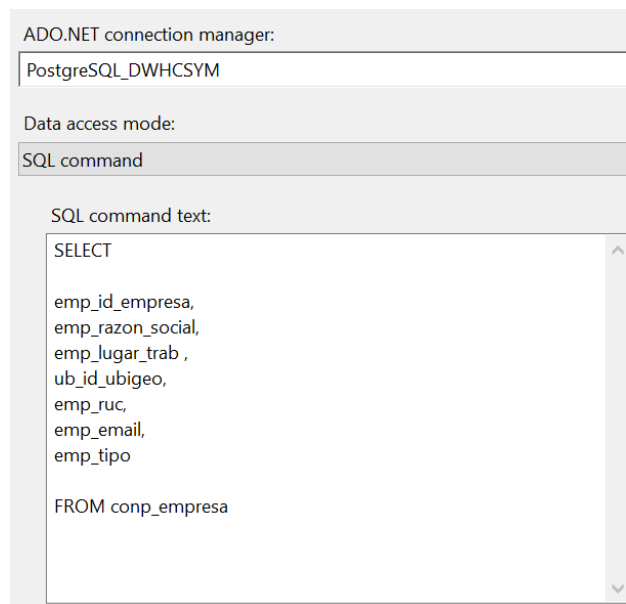 ADO.NET connection manager:
PostgreSQL_DWHCSYM
Data access mode:
SQL command
SQL command text:
SELECT
emp_id_empresa,
emp_razon_social,
emp_lugar_trab ,
ub_id_ubigeo,
emp_ruc,
emp_email,
emp_tipo
FROM conp_empresa